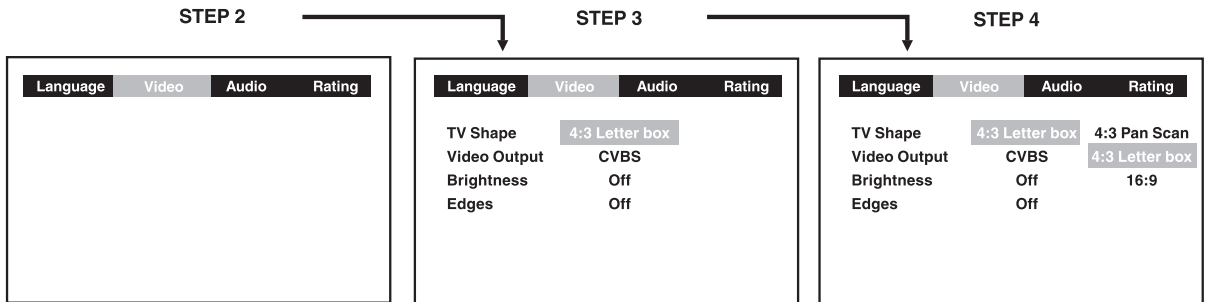 STEP 2
STEP 3
STEP 4
Language Video Audio Rating
Language Video Audio Rating
TV Shape 4:3 Letter box
Video Output CVBS
Brightness Off
Edges Off
Language Video Audio Rating
TV Shape 4:3 Letter box 4:3 Pan Scan
Video Output CVBS 4:3 Letter box
Brightness Off 16:9
Edges Off